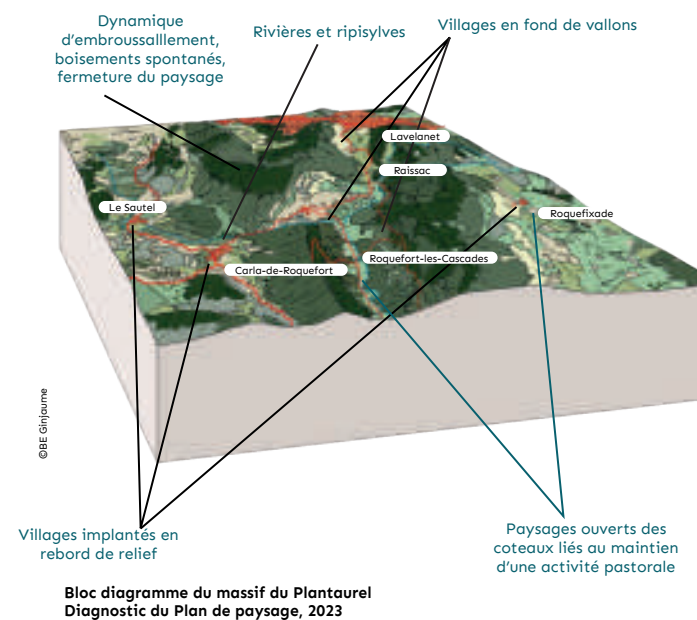 Dynamique
d'embroussalllement,
boisements spontanés,
fermeture du paysage
Rivières et ripisylves
Villages en fond de vallons
Lavelanet
Raissac
Le Sautel
Roquefixade
Roquefort-les-Cascades
Carla-de-Roquefort
©BE Ginjaume
Villages implantés en
rebord de relief
Paysages ouverts des
coteaux liés au maintien
d'une activité pastorale
Bloc diagramme du massif du Plantaurel
Diagnostic du Plan de paysage, 2023